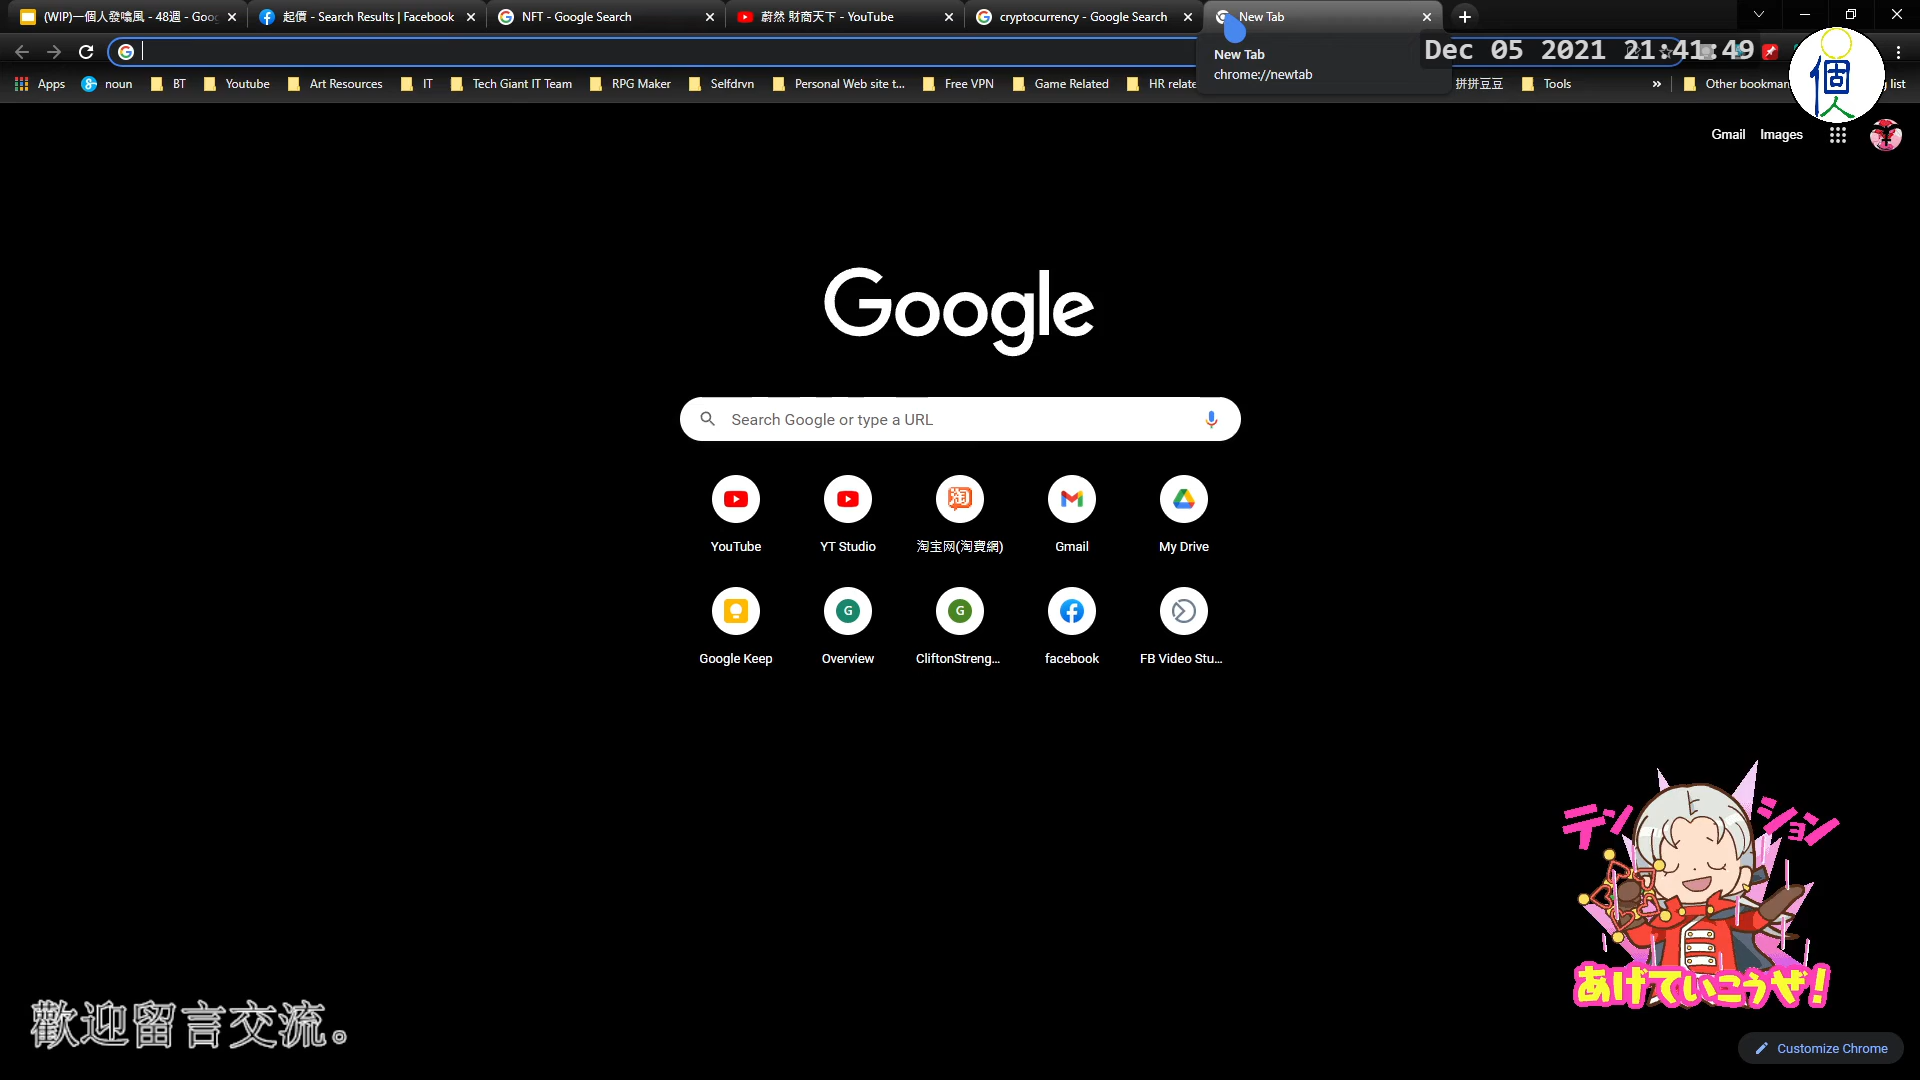 (WIP)一個人發噏風 - 48週 - Goo
起價 - Search Results | Facebook
NFT - Google Search
蔚然 財商天下 - YouTube
cryptocurrency - Google Search
New Tab
New Tab
chrome://newtab
Dec 05 2021 21:41:49
個人
Apps
noun
BT
Youtube
Art Resources
IT
Tech Giant IT Team
RPG Maker
Selfdrvn
Personal Web site t...
Free VPN
Game Related
HR relate
拼拼豆豆
Tools
»
Other bookman
list
Gmail
Images
Google
Search Google or type a URL
YouTube
YT Studio
淘
淘宝网(淘寶網)
Gmail
My Drive
Google Keep
G
Overview
G
CliftonStreng...
facebook
FB Video Stu...
テンション
あげていこうぜ!
歡迎留言交流。
Customize Chrome